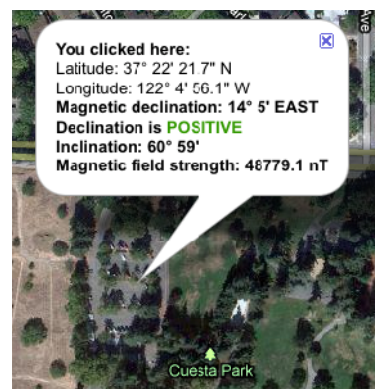 You clicked here:
Latitude: 37° 22' 21.7" N
Longitude: 122° 4' 56.1" W
Magnetic declination: 14° 5' EAST
Declination is POSITIVE
Inclination: 60° 59'
Magnetic field strength: 48779.1 nT
Ave
Cuesta Park